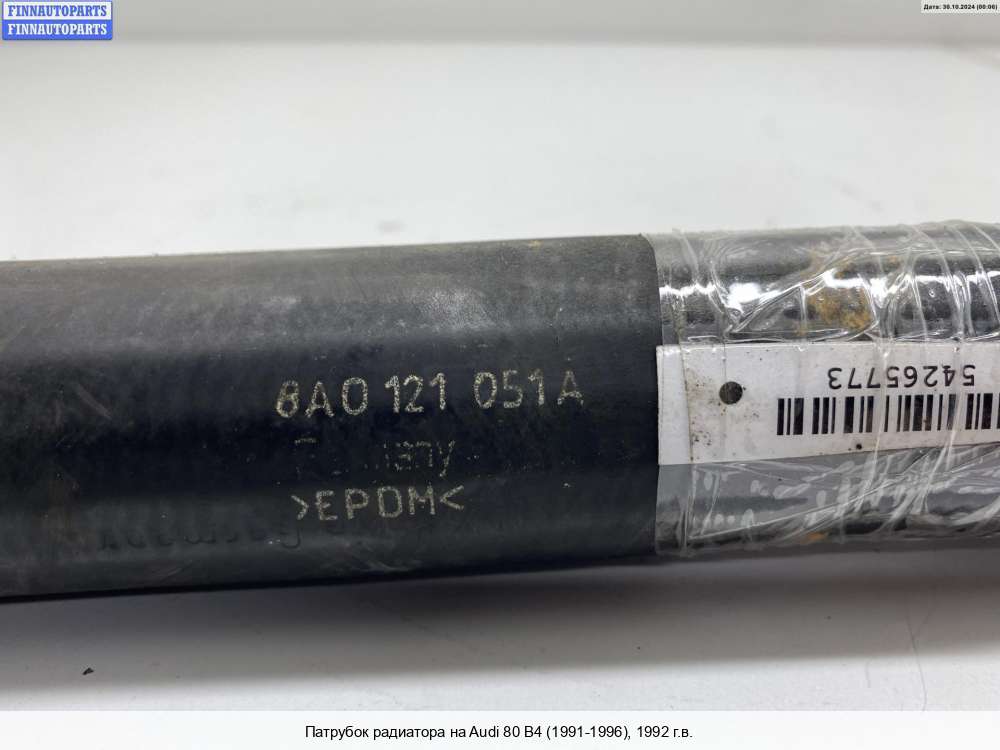 FINNAUTOPARTS
FINNAUTOPARTS
Дата: 30.10.2024 (00:06)
54265773
8A0 121 051A
>EPDM<
Патрубок радиатора на Audi 80 B4 (1991-1996), 1992 г.в.